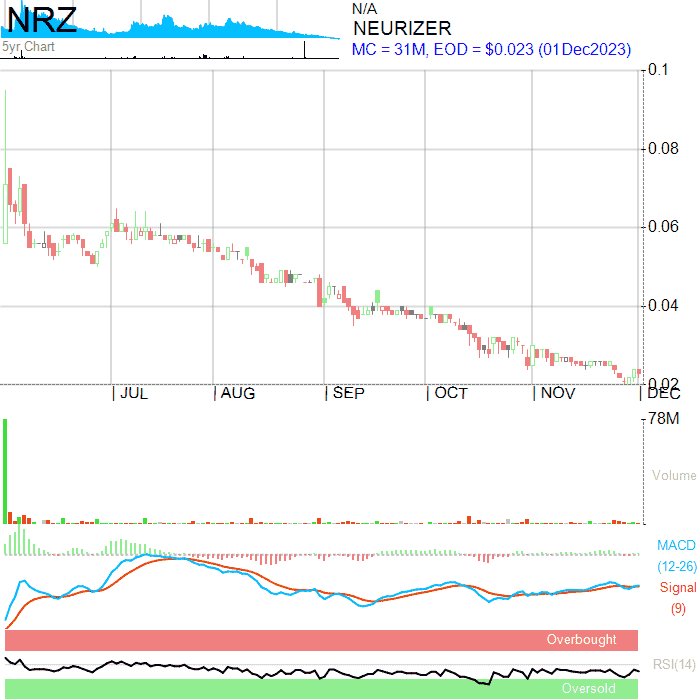 NRZ
5yr Chart
N/A
NEURIZER
MC = 31M, EOD = $0.023 (01Dec2023)
0.1
0.08
0.06
0.04
0.02
JUL AUG SEP OCT NOV DEC
78M
Volume
MACD
(12-26)
Signal
(9)
Overbought
RSI(14)
Oversold